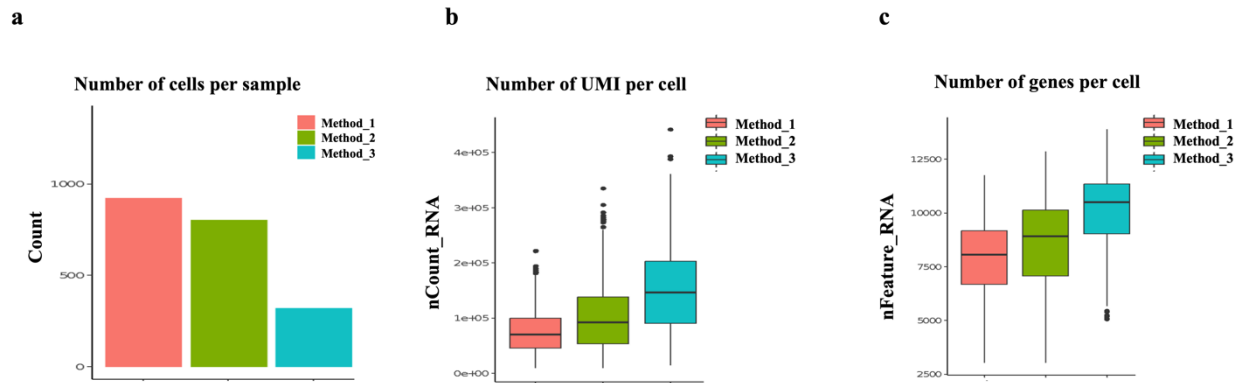 a
b
c
Number of cells per sample
Number of UMI per cell
Number of genes per cell
Method_1
Method_2
Method_3
1000
500
0
Count
Method_1
Method_2
Method_3
4e+05
3e+05
2e+05
1e+05
0e+00
nCount_RNA
Method_1
Method_2
Method_3
12500
10000
7500
5000
2500
nFeature_RNA